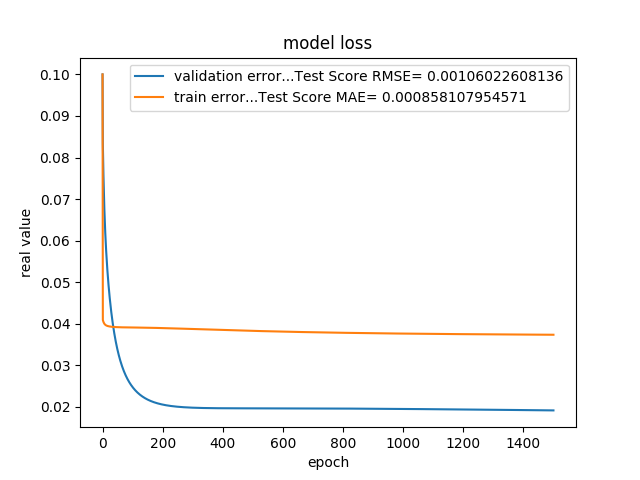 model loss
validation error...Test Score RMSE= 0.00106022608136
train error...Test Score MAE= 0.000858107954571
real value
0.10
0.09
0.08
0.07
0.06
0.05
0.04
0.03
0.02
0 200 400 600 800 1000 1200 1400
epoch